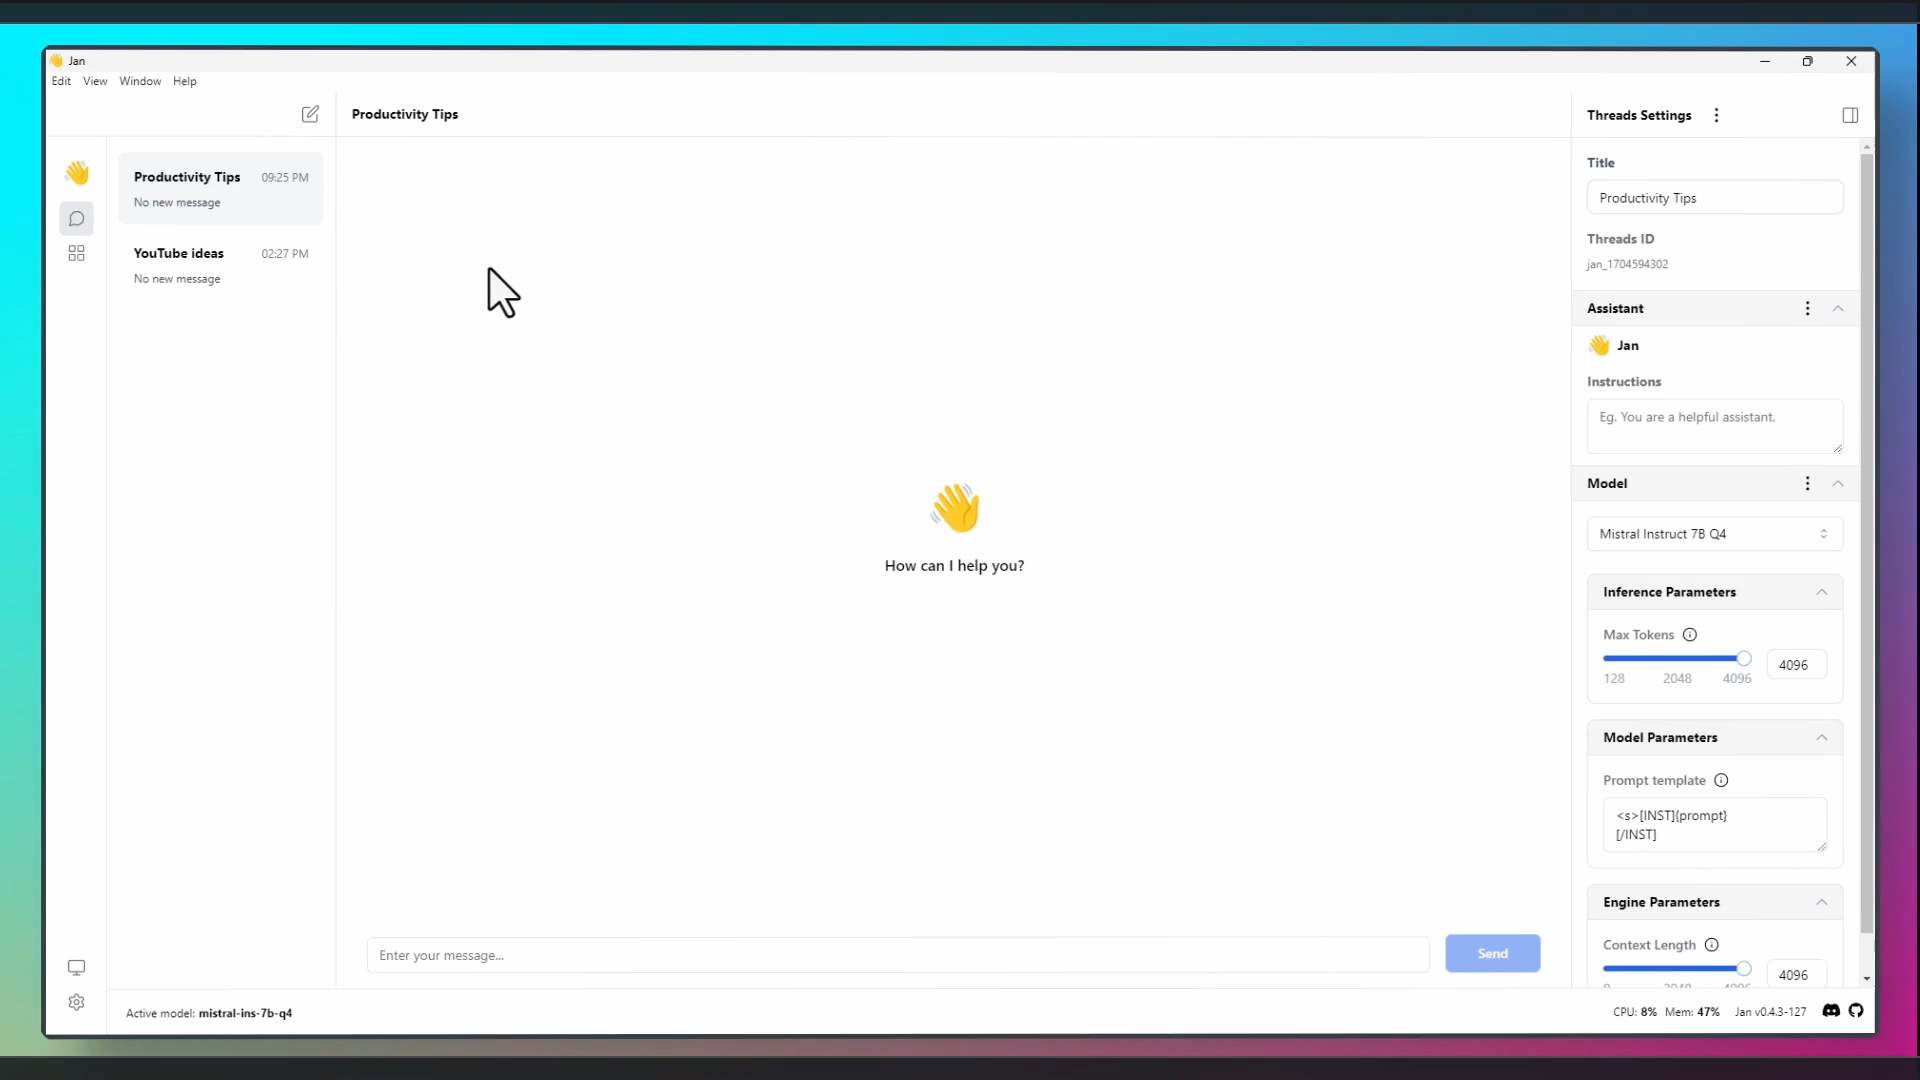 Jan
Edit View Window Help
Productivity Tips
Threads Settings
Productivity Tips 09:25 PM
No new message
YouTube ideas 02:27 PM
No new message
Title
Productivity Tips
Threads ID
jan_1704594302
Assistant
Jan
Instructions
Eg. You are a helpful assistant.
Model
Mistral Instruct 7B Q4
How can I help you?
Inference Parameters
Max Tokens
4096
128 2048 4096
Model Parameters
Prompt template
<s>[INST]{prompt}
[/INST]
Engine Parameters
Context Length
4096
0 2048 4096
Enter your message...
Send
Active model: mistral-ins-7b-q4
CPU: 8% Mem: 47% Jan v0.4.3-127